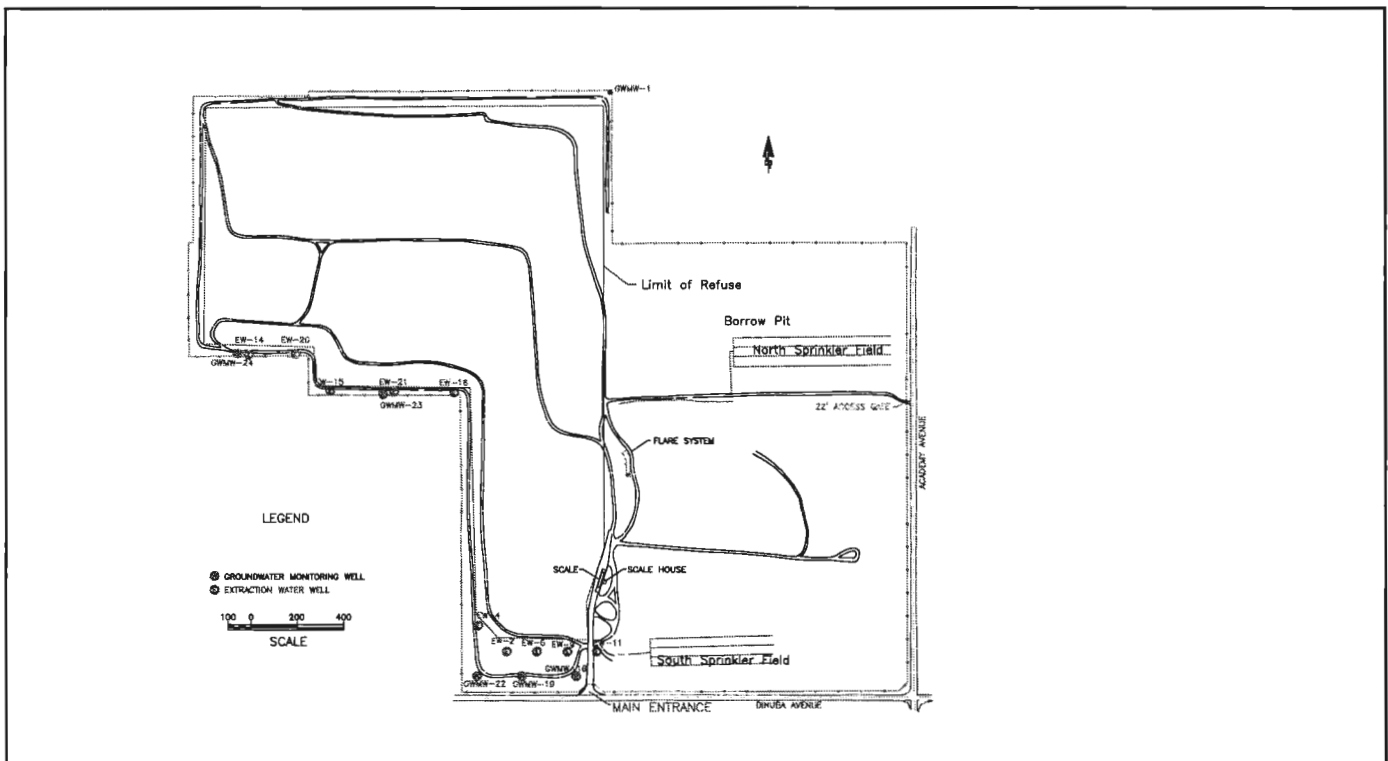 GWMW-1
Limit of Refuse
Borrow Pit
North Sprinkler Field
EW-14
EW-20
GWMW-24
EW-21
EW-16
GWMW-23
22' ACCESS GATE
ACADEMY AVENUE
FLARE SYSTEM
LEGEND
GROUNDWATER MONITORING WELL
EXTRACTION WATER WELL
100 0 200 400
SCALE
SCALE
SCALE HOUSE
EW-4
EW-2
EW-6
South Sprinkler Field
GWMW-22
GWMW-19
MAIN ENTRANCE
DINUBA AVENUE